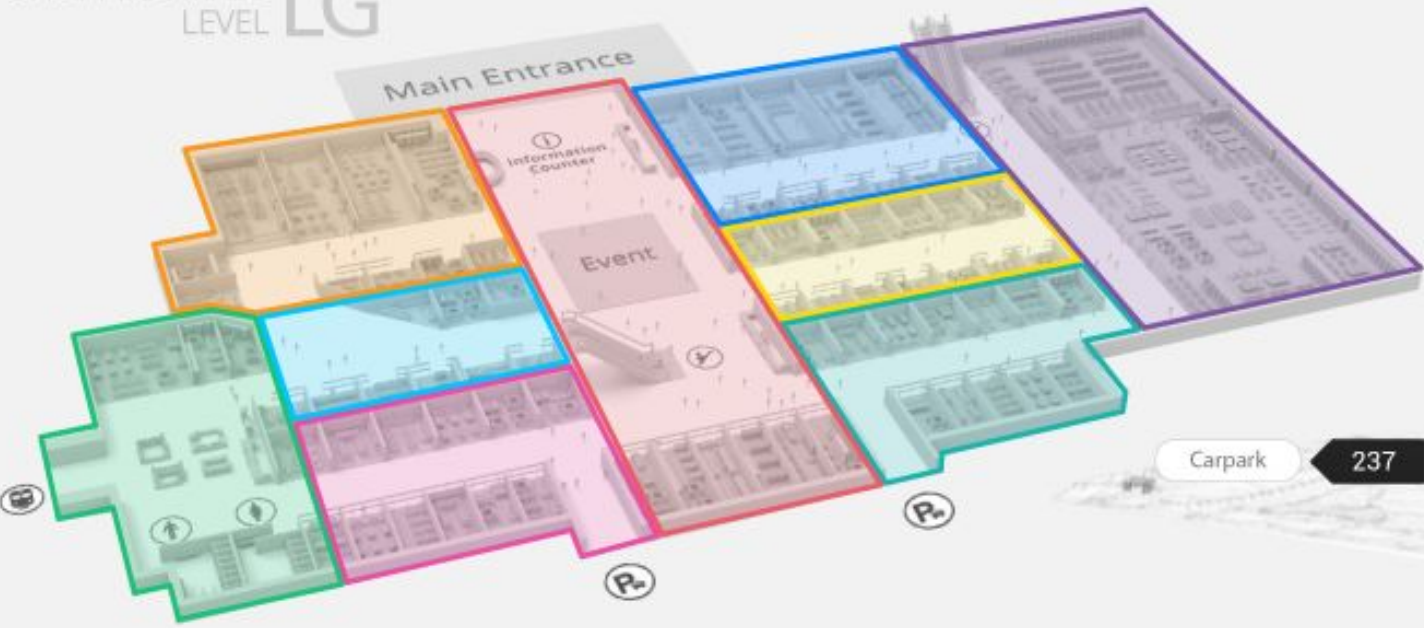 LEVEL LG
Main Entrance
i
Information
Counter
Event
Carpark
237
P
P